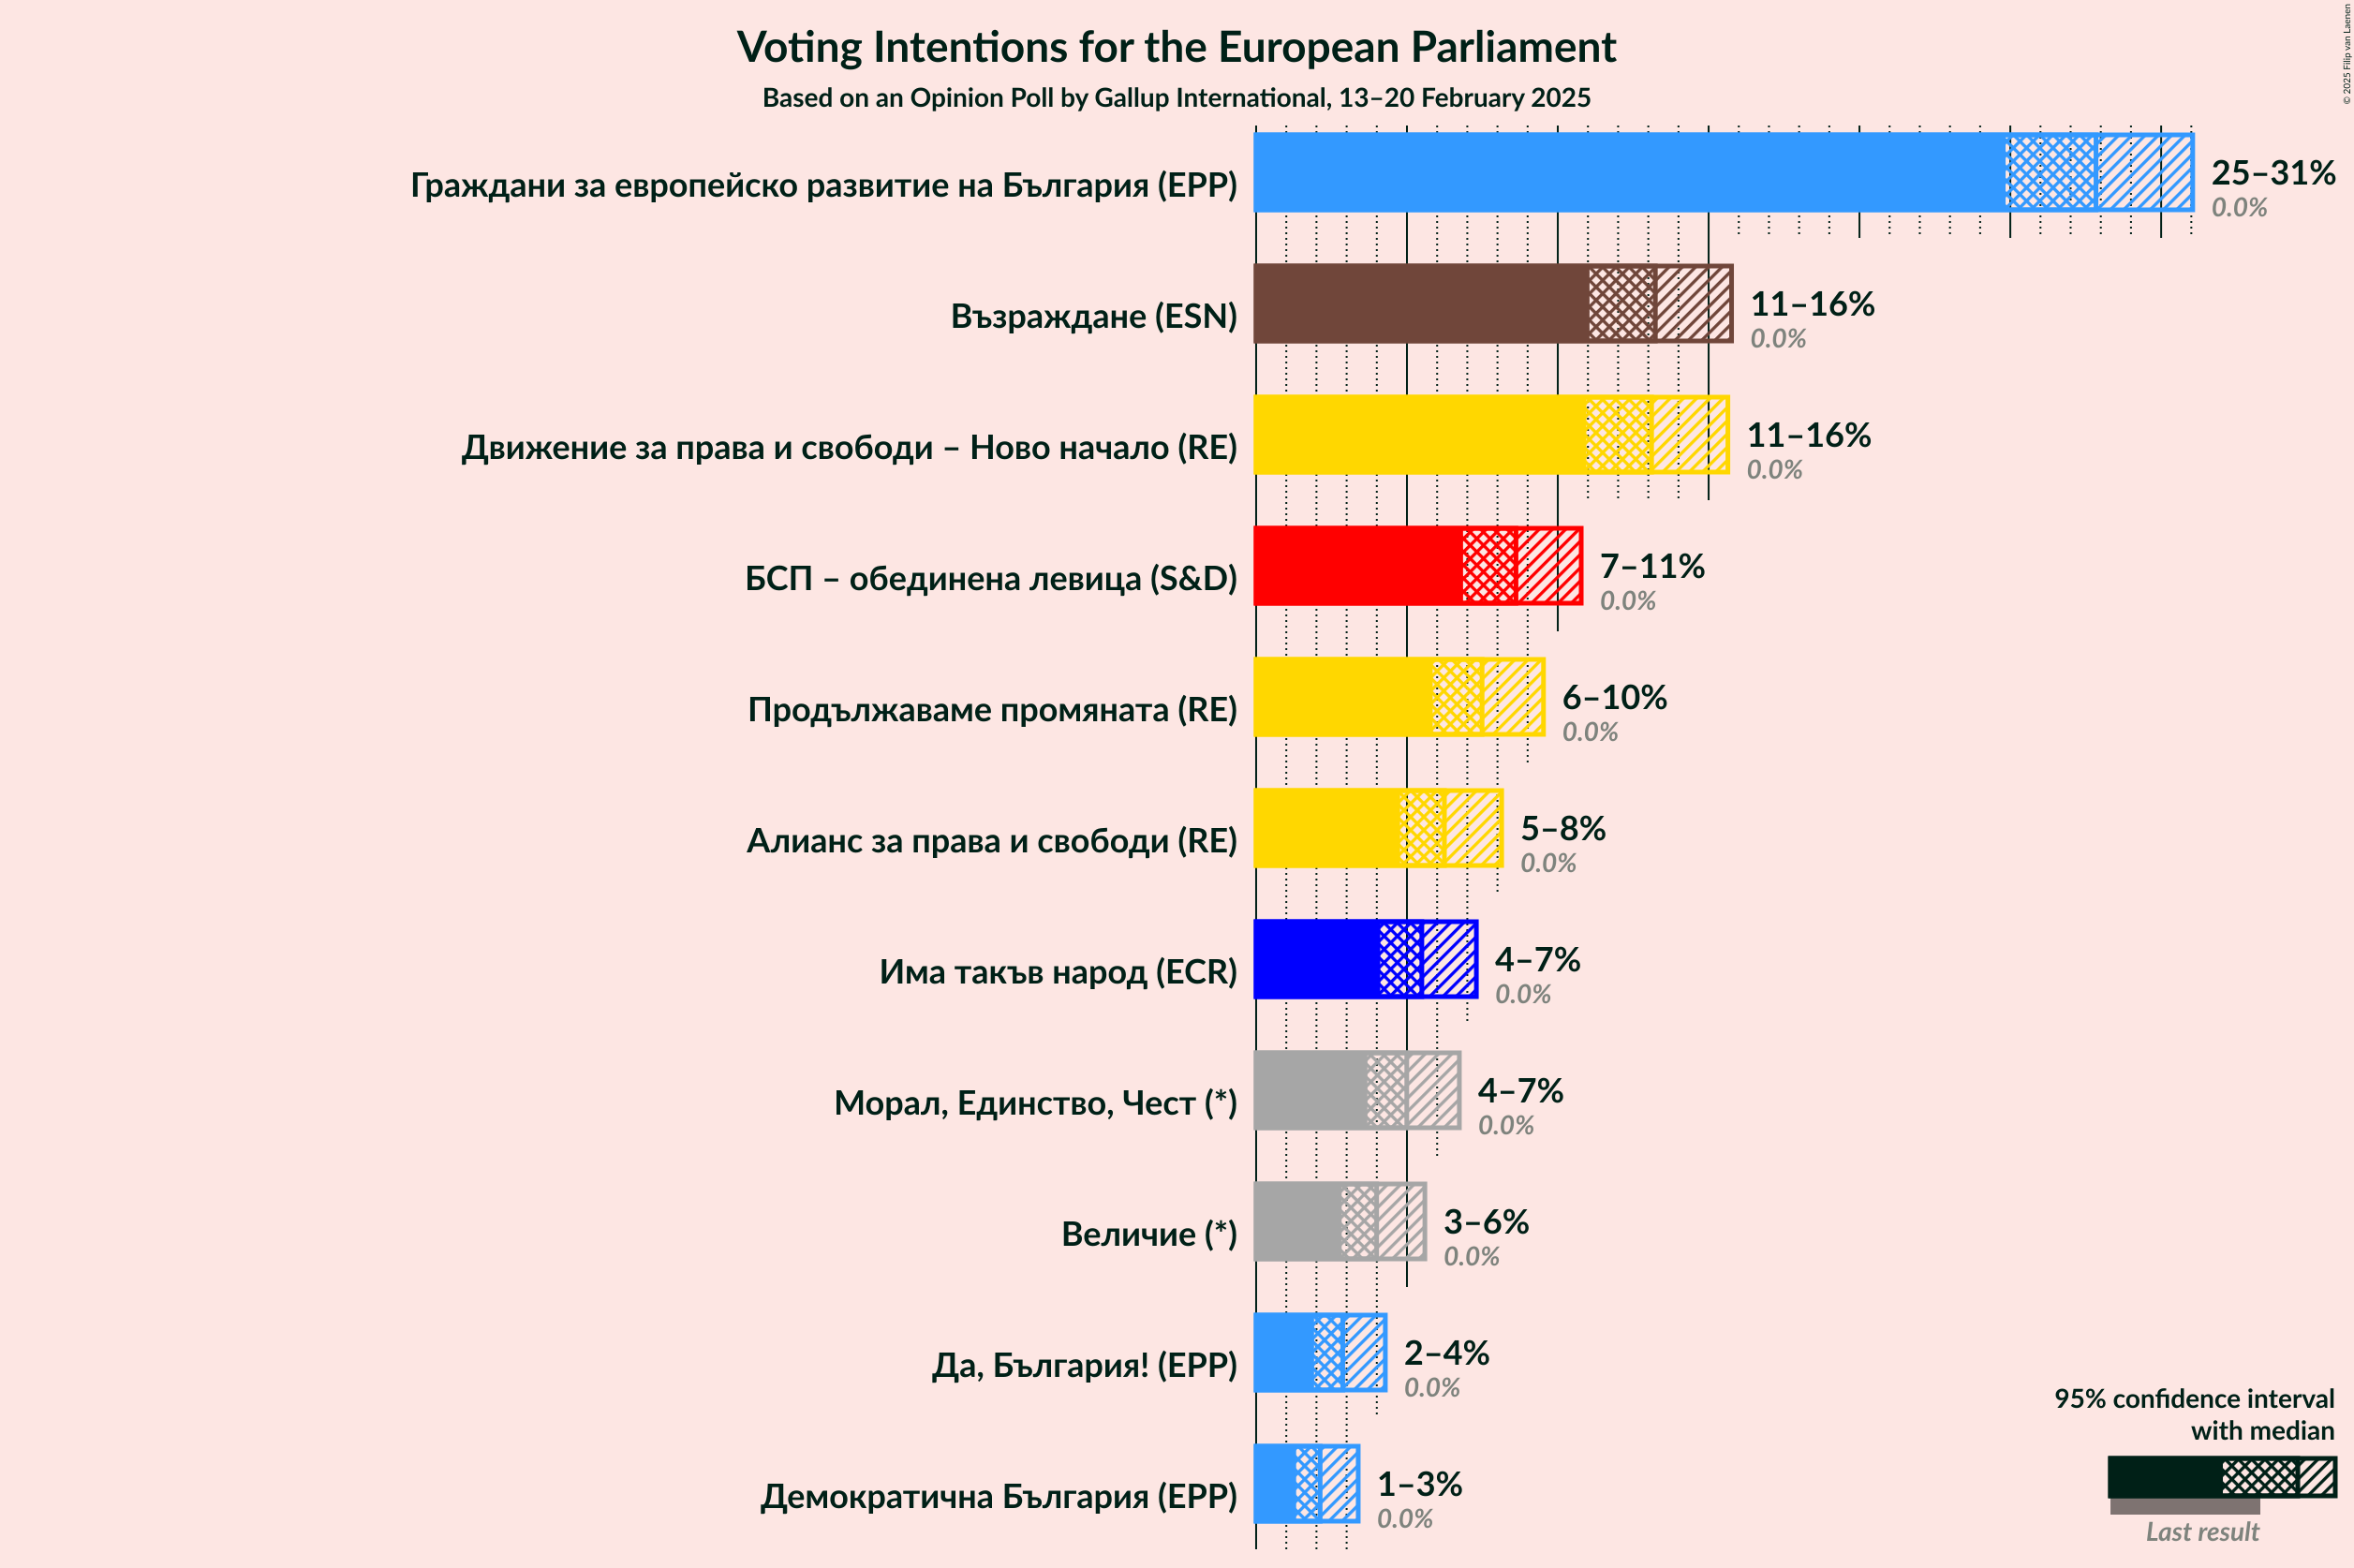 Voting Intentions for the European Parliament
Based on an Opinion Poll by Gallup International, 13–20 February 2025
© 2025 Filip van Laenen
Граждани за европейско развитие на България (EPP)
25–31%
0.0%
Възраждане (ESN)
11–16%
0.0%
Движение за права и свободи – Ново начало (RE)
11–16%
0.0%
БСП – обединена левица (S&D)
7–11%
0.0%
Продължаваме промяната (RE)
6–10%
0.0%
Алианс за права и свободи (RE)
5–8%
0.0%
Има такъв народ (ECR)
4–7%
0.0%
Морал, Единство, Чест (*)
4–7%
0.0%
Величие (*)
3–6%
0.0%
Да, България! (EPP)
2–4%
0.0%
Демократична България (EPP)
1–3%
0.0%
95% confidence interval
with median
Last result